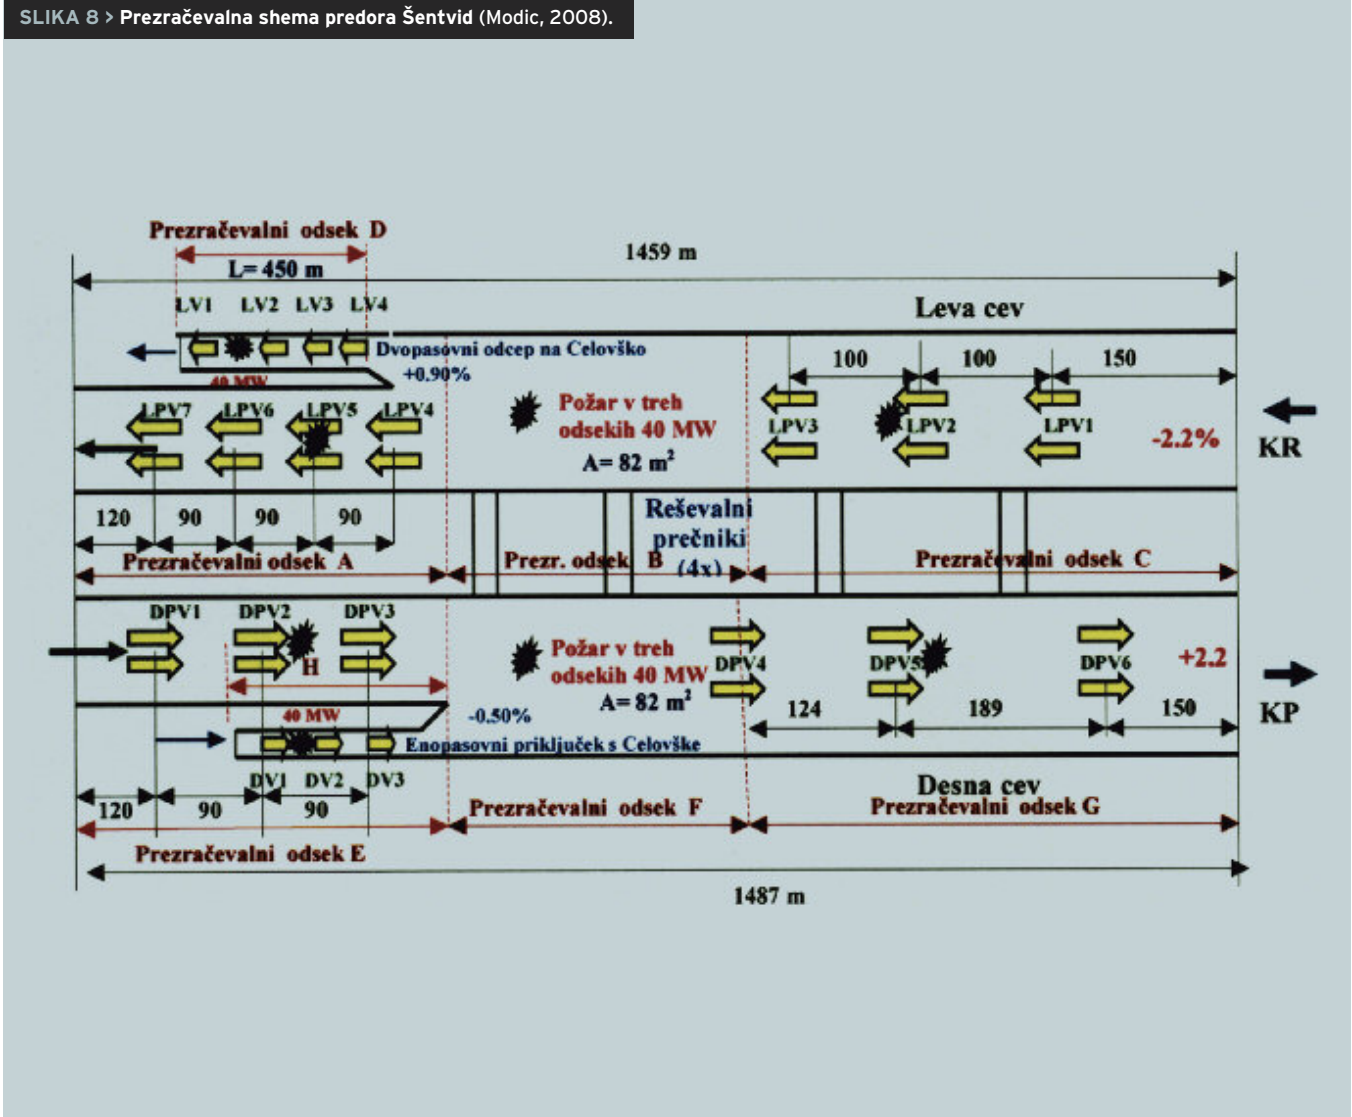 SLIKA 8 > Prezračevalna shema predora Šentvid (Modic, 2008).
Prezračevalni odsek D
1459 m
L= 450 m
LV1 LV2 LV3 LV4
Leva cev
Dvopasovni odcep na Celovško
100 100 150
40 MW
+0.90%
LPV7 LPV6 LPV5 LPV4
Požar v treh
odsekih 40 MW
LPV3 LPV2 LPV1
-2.2%
KR
A= 82 m²
120 90 90 90
Reševalni
prečniki
(4x)
Prezračevalni odsek A
Prezr. odsek B
Prezračevalni odsek C
DPV1 DPV2 DPV3
H
Požar v treh
odsekih 40 MW
A= 82 m²
DPV4 DPV5 DPV6
+2.2
KP
40 MW
-0.50%
124 189 150
Enopasovni priključek s Celovške
DV1 DV2 DV3
Desna cev
120 90 90
Prezračevalni odsek F
Prezračevalni odsek G
Prezračevalni odsek E
1487 m